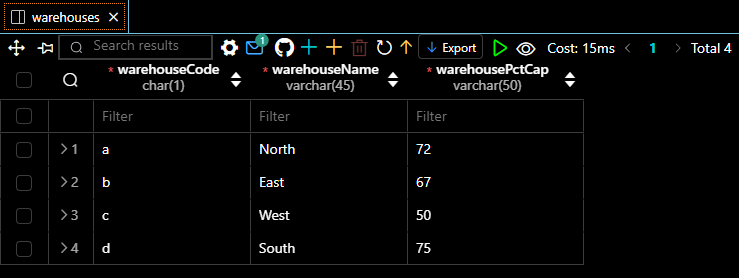 warehouses
Search results 1 Export Cost: 15ms 1 Total 4
* warehouseCode * warehouseName * warehousePctCap
char(1) varchar(45) varchar(50)
Filter Filter Filter
1 a North 72
2 b East 67
3 c West 50
4 d South 75